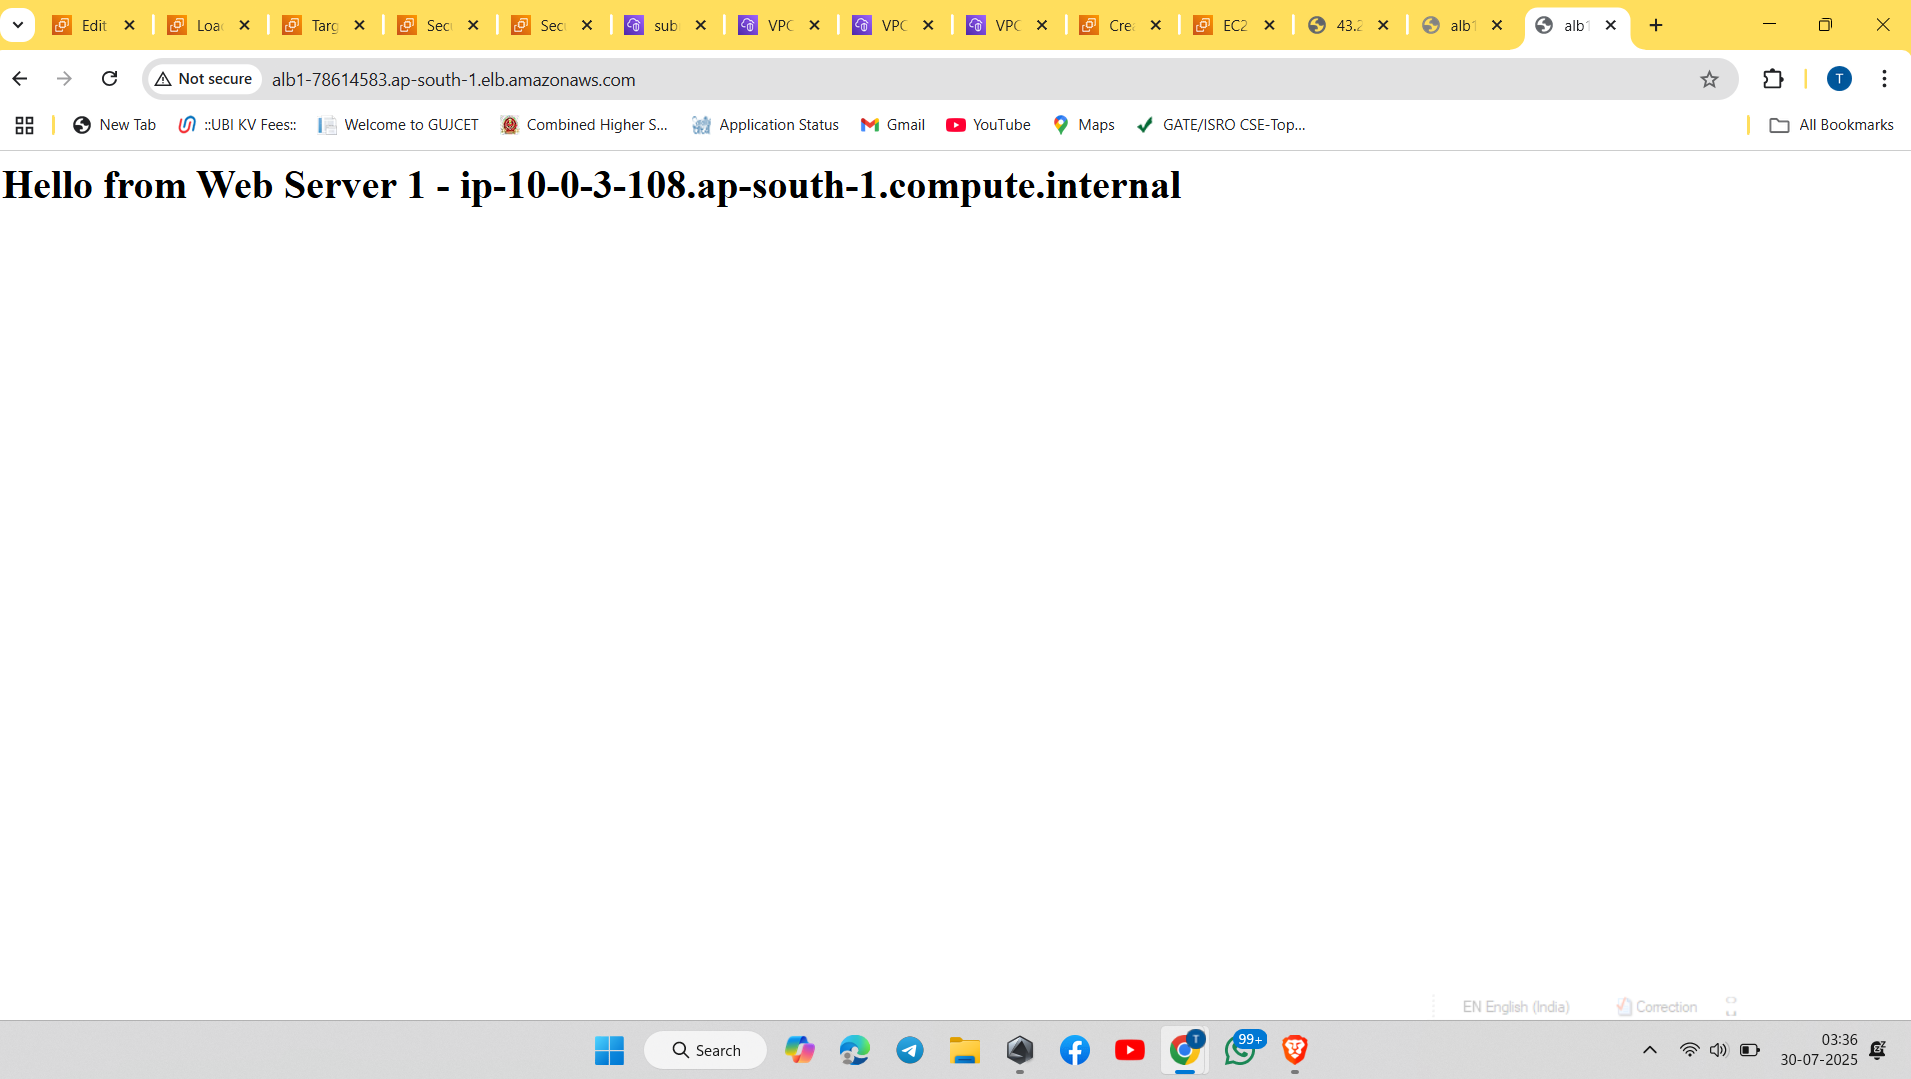 Edit
Loa
Targ
Sec
Sec
sub
VPC
VPC
VPC
Crea
EC2
43.2
alb1
alb1
Not secure
alb1-78614583.ap-south-1.elb.amazonaws.com
T
New Tab
::UBI KV Fees::
Welcome to GUJCET
Combined Higher S...
Application Status
Gmail
YouTube
Maps
GATE/ISRO CSE-Top...
All Bookmarks
Hello from Web Server 1 - ip-10-0-3-108.ap-south-1.compute.internal
EN English (India)
Correction
Search
T
99+
03:36
30-07-2025